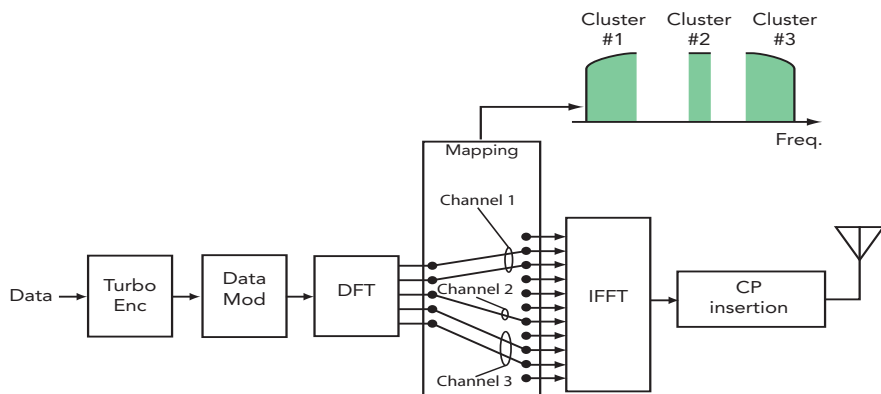 Cluster
#1
Cluster
#2
Cluster
#3
Freq.
Mapping
Channel 1
Channel 2
Channel 3
Data
Turbo
Enc
Data
Mod
DFT
IFFT
CP
insertion